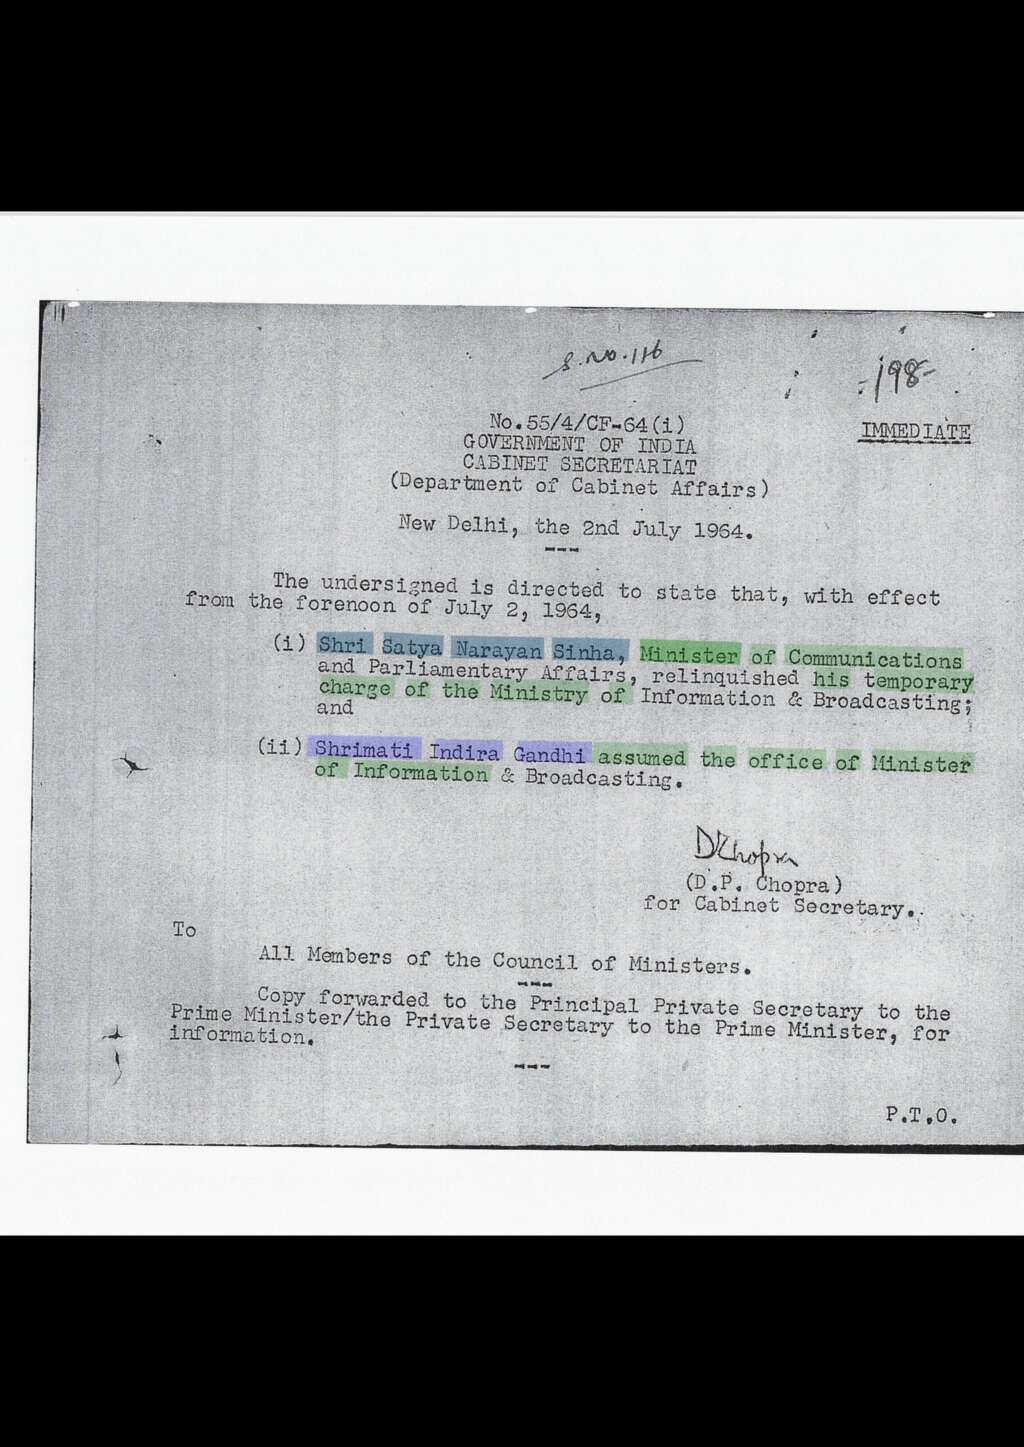 S.No.116
-198-
No.55/4/CF-64(i)
IMMEDIATE
GOVERNMENT OF INDIA
CABINET SECRETARIAT
(Department of Cabinet Affairs)
New Delhi, the 2nd July 1964.
---
The undersigned is directed to state that, with effect
from the forenoon of July 2, 1964,
(i) Shri Satya Narayan Sinha, Minister of Communications
and Parliamentary Affairs, relinquished his temporary
charge of the Ministry of Information & Broadcasting;
and
(ii) Shrimati Indira Gandhi assumed the office of Minister
of Information & Broadcasting.
DPChopra
(D.P. Chopra)
for Cabinet Secretary.
To
All Members of the Council of Ministers.
---
Copy forwarded to the Principal Private Secretary to the
Prime Minister/the Private Secretary to the Prime Minister, for
information.
---
P.T.O.